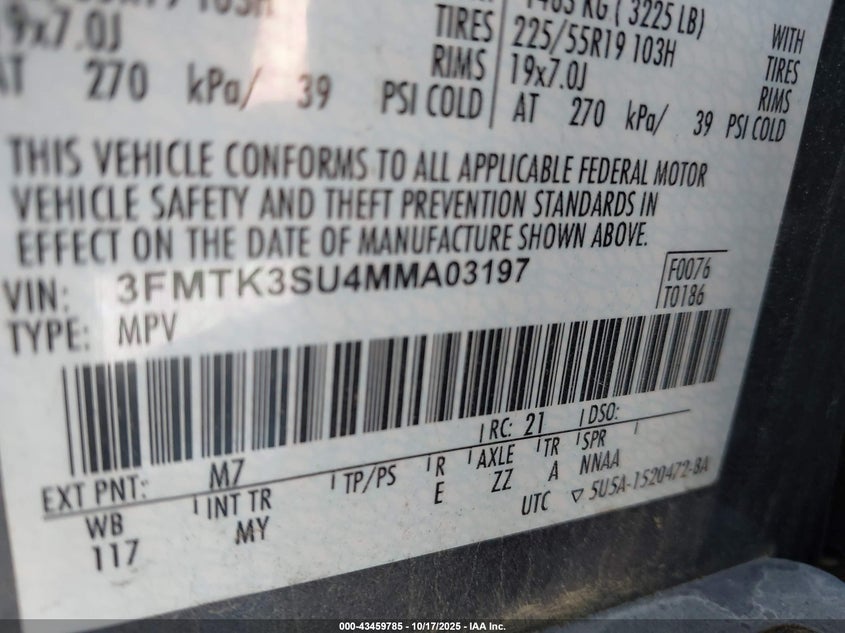 103H
19x7.0J
AT 270 kPa/ 39 PSI COLD
1463 KG ( 3225 LB) WITH
TIRES 225/55R19 103H TIRES
RIMS 19x7.0J RIMS
AT 270 kPa/ 39 PSI COLD
THIS VEHICLE CONFORMS TO ALL APPLICABLE FEDERAL MOTOR
VEHICLE SAFETY AND THEFT PREVENTION STANDARDS IN
EFFECT ON THE DATE OF MANUFACTURE SHOWN ABOVE.
VIN: 3FMTK3SU4MMA03197 F0076
TYPE: MPV T0186
RC: 21 DSO:
EXT PNT: M7
WB INT TR TP/PS R AXLE TR SPR
117 MY E ZZ A NNAA
UTC ▽ 5U5A-1520472-BA
000-43459785 - 10/17/2025 - IAA Inc.